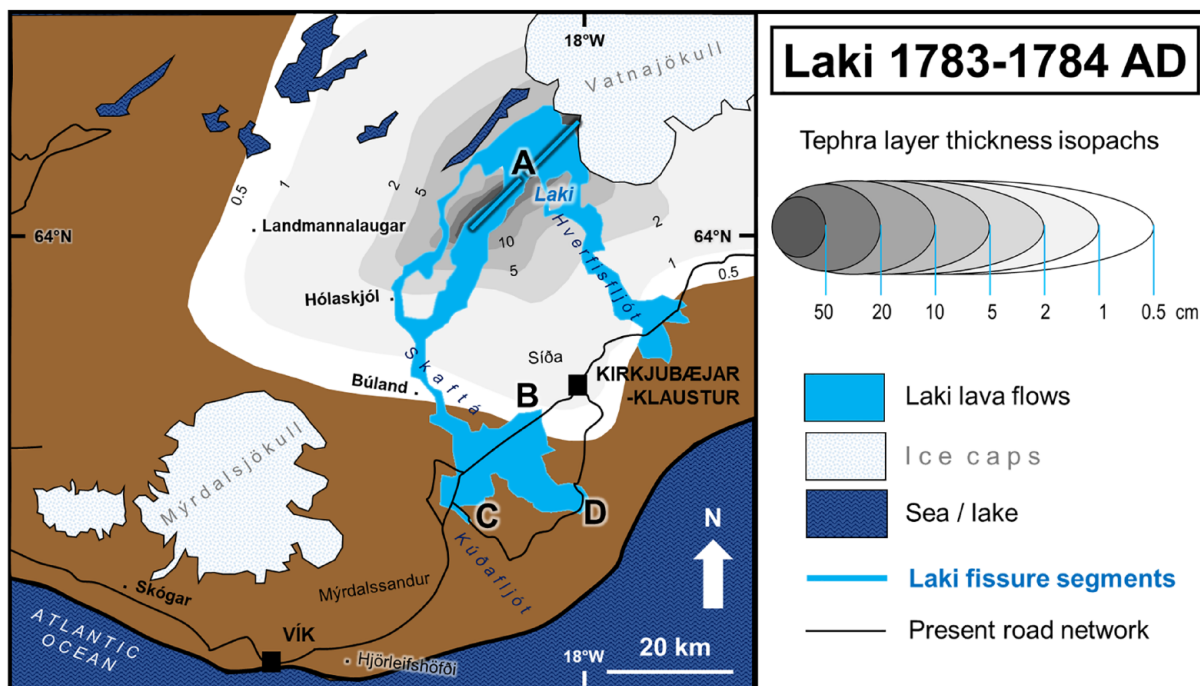 18°W
Vatnajökull
0.5
1
2
5
A
Laki
Landmannalaugar
64°N
10
5
2
64°N
1
0.5
Hverfisfljót
Hólaskjól
Skaftá
Síða
Búland
KIRKJUBÆJAR
-KLAUSTUR
B
Mýrdalsjökull
C
D
N
Kúðafljót
Mýrdalssandur
Skógar
ATLANTIC
OCEAN
VÍK
Hjörleifshöfði
18°W
20 km
Laki 1783-1784 AD
Tephra layer thickness isopachs
50 20 10 5 2 1 0.5 cm
Laki lava flows
Ice caps
Sea / lake
Laki fissure segments
Present road network